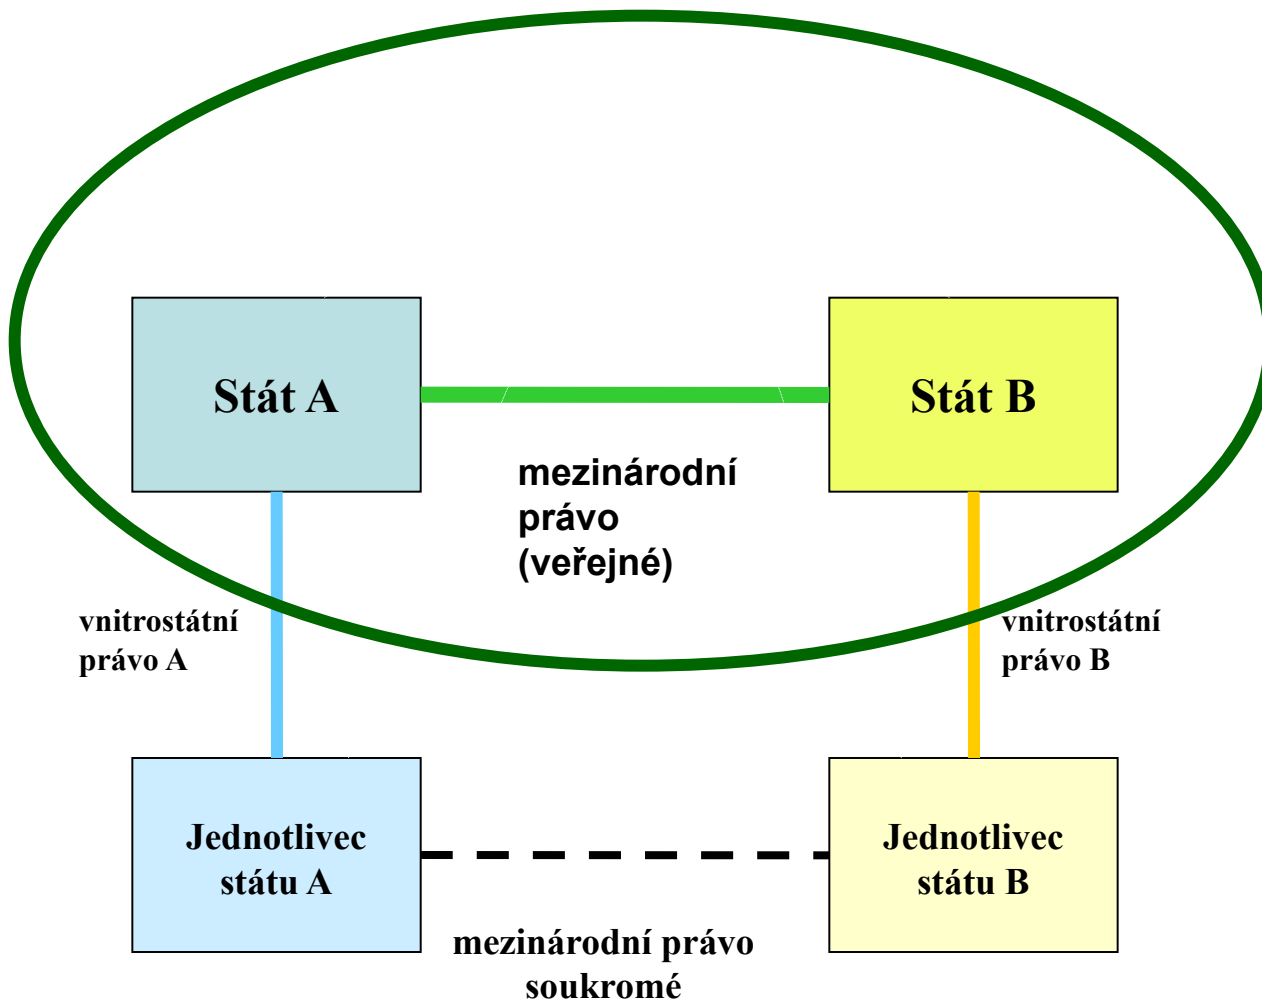 Stát A
Stát B
mezinárodní
právo
(veřejné)
vnitrostátní
právo A
vnitrostátní
právo B
Jednotlivec
státu A
Jednotlivec
státu B
mezinárodní právo
soukromé